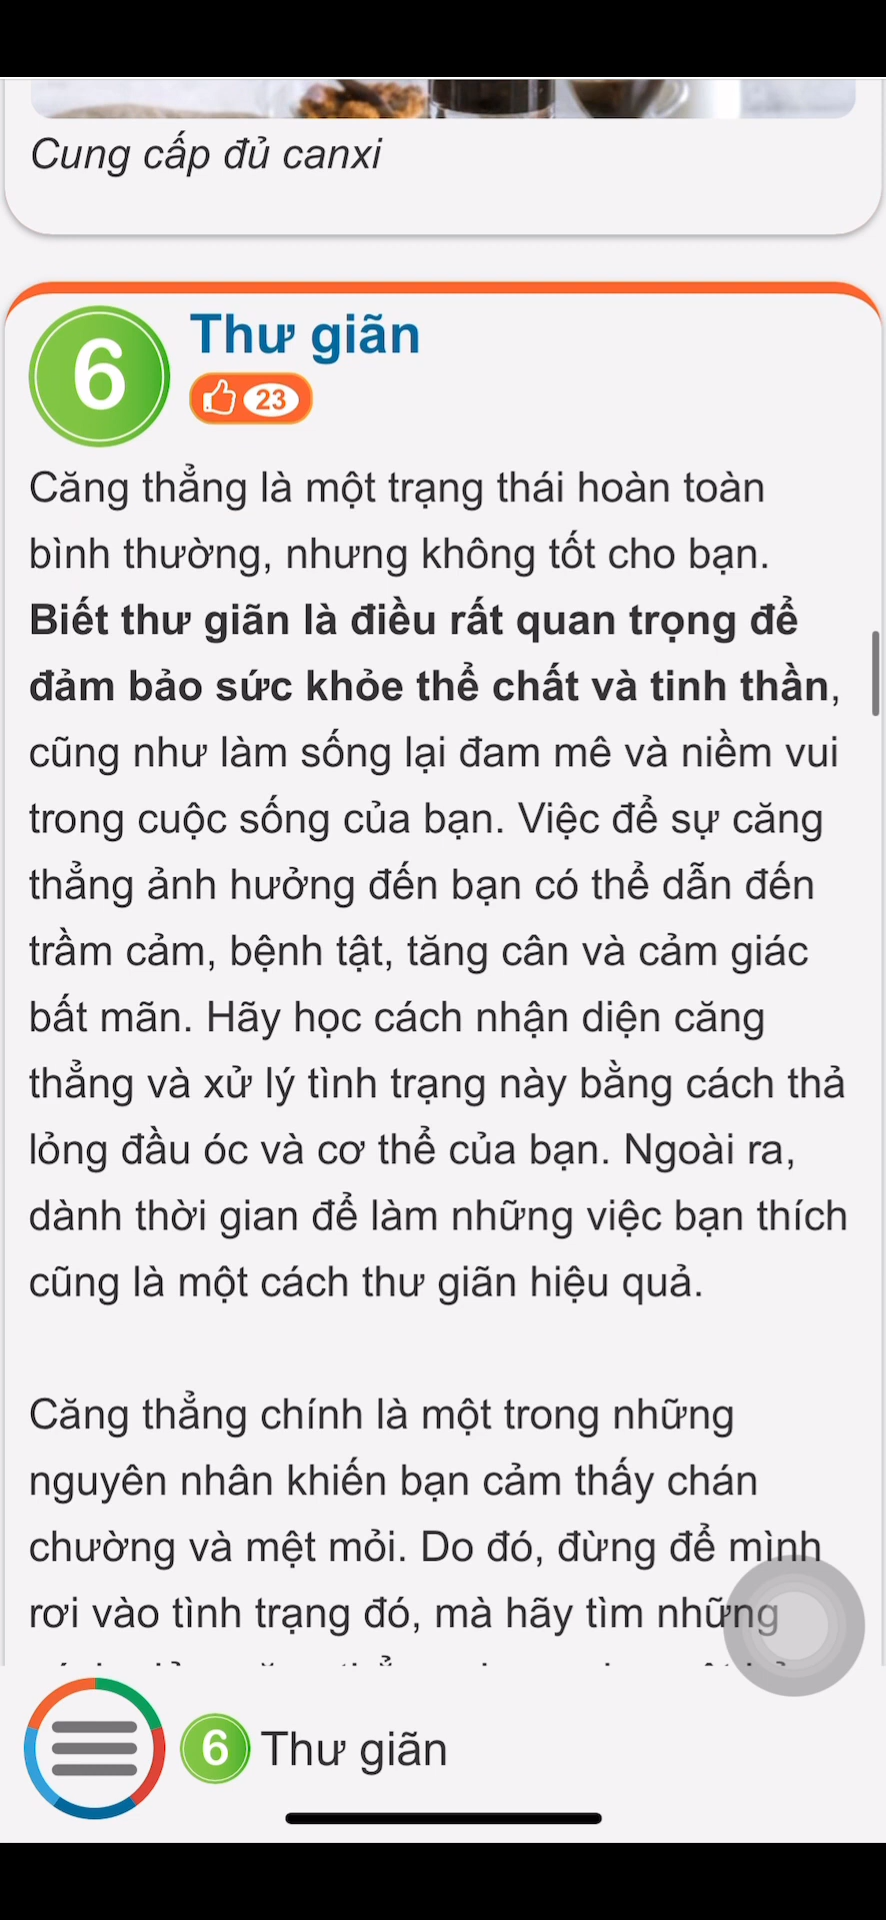 Cung cấp đủ canxi
6
Thư giãn
23
Căng thẳng là một trạng thái hoàn toàn
bình thường, nhưng không tốt cho bạn.
Biết thư giãn là điều rất quan trọng để
đảm bảo sức khỏe thể chất và tinh thần,
cũng như làm sống lại đam mê và niềm vui
trong cuộc sống của bạn. Việc để sự căng
thẳng ảnh hưởng đến bạn có thể dẫn đến
trầm cảm, bệnh tật, tăng cân và cảm giác
bất mãn. Hãy học cách nhận diện căng
thẳng và xử lý tình trạng này bằng cách thả
lỏng đầu óc và cơ thể của bạn. Ngoài ra,
dành thời gian để làm những việc bạn thích
cũng là một cách thư giãn hiệu quả.
Căng thẳng chính là một trong những
nguyên nhân khiến bạn cảm thấy chán
chường và mệt mỏi. Do đó, đừng để mình
rơi vào tình trạng đó, mà hãy tìm những
6 Thư giãn